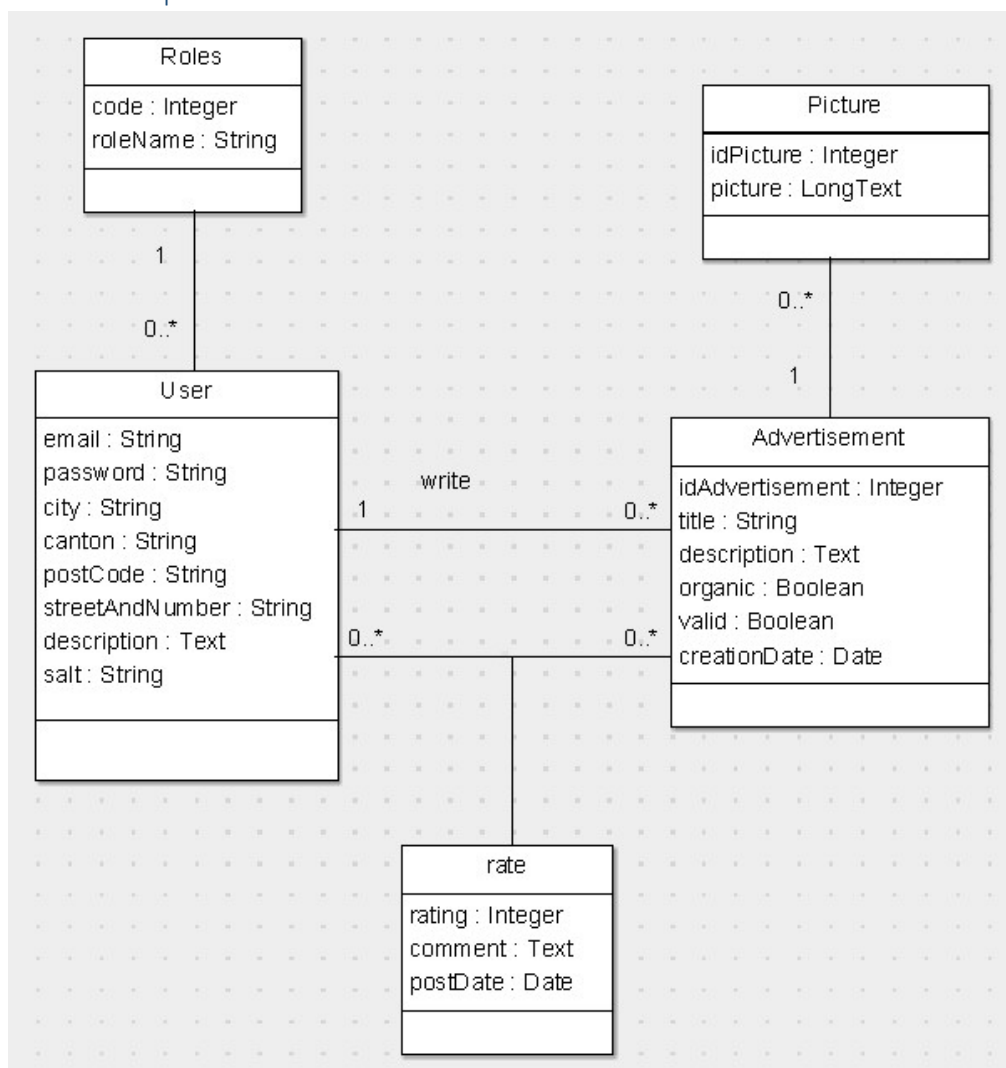 Roles
code : Integer
roleName : String
1
0..*
Picture
idPicture : Integer
picture : LongText
0..*
1
User
email : String
password : String
city : String
canton : String
postCode : String
streetAndNumber : String
description : Text
salt : String
write
1
0..*
0..*
0..*
Advertisement
idAdvertisement : Integer
title : String
description : Text
organic : Boolean
valid : Boolean
creationDate : Date
rate
rating : Integer
comment : Text
postDate : Date